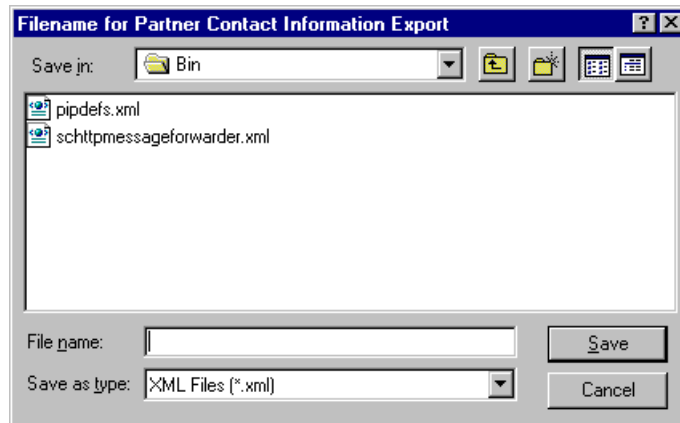 Filename for Partner Contact Information Export
Save in: Bin
pipdefs.xml
schttpmessageforwarder.xml
File name: Save
Save as type: XML Files (*.xml) Cancel